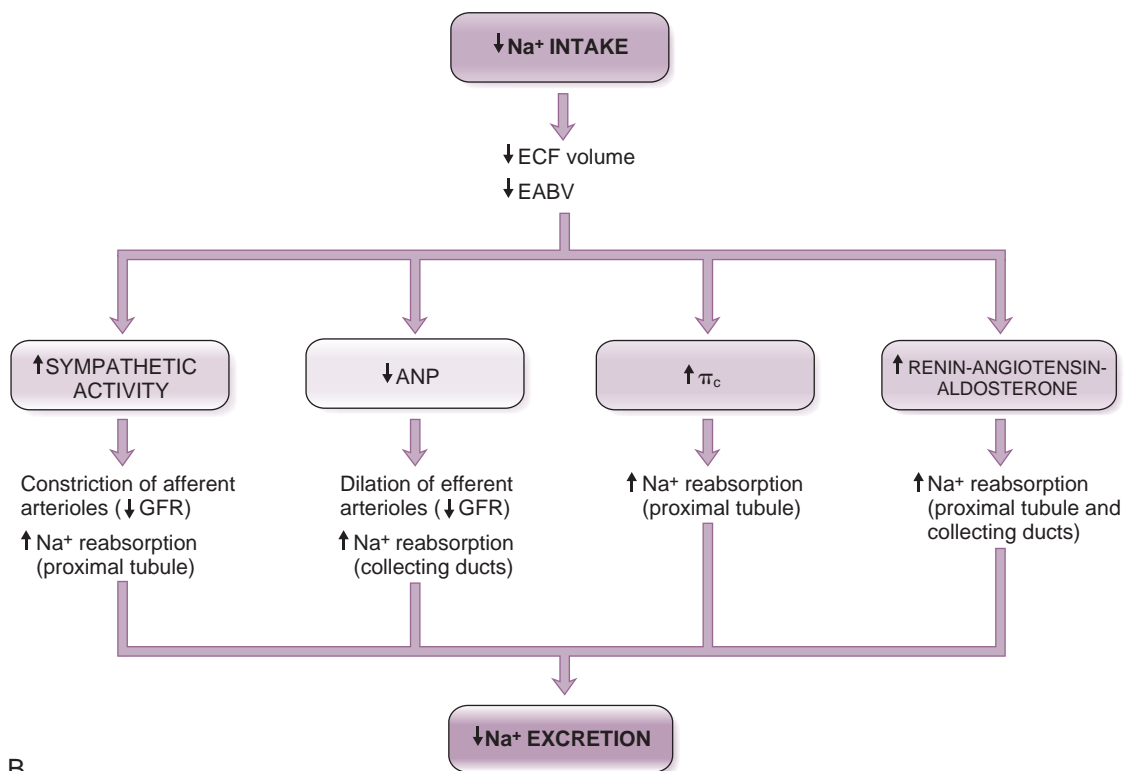 ↓Na⁺ INTAKE
↓ECF volume
↓EABV
↑SYMPATHETIC
ACTIVITY
↓ANP
↑πc
↑RENIN-ANGIOTENSIN-
ALDOSTERONE
Constriction of afferent
arterioles (↓GFR)
↑Na⁺ reabsorption
(proximal tubule)
Dilation of efferent
arterioles (↓GFR)
↑Na⁺ reabsorption
(collecting ducts)
↑Na⁺ reabsorption
(proximal tubule)
↑Na⁺ reabsorption
(proximal tubule and
collecting ducts)
↓Na⁺ EXCRETION
B